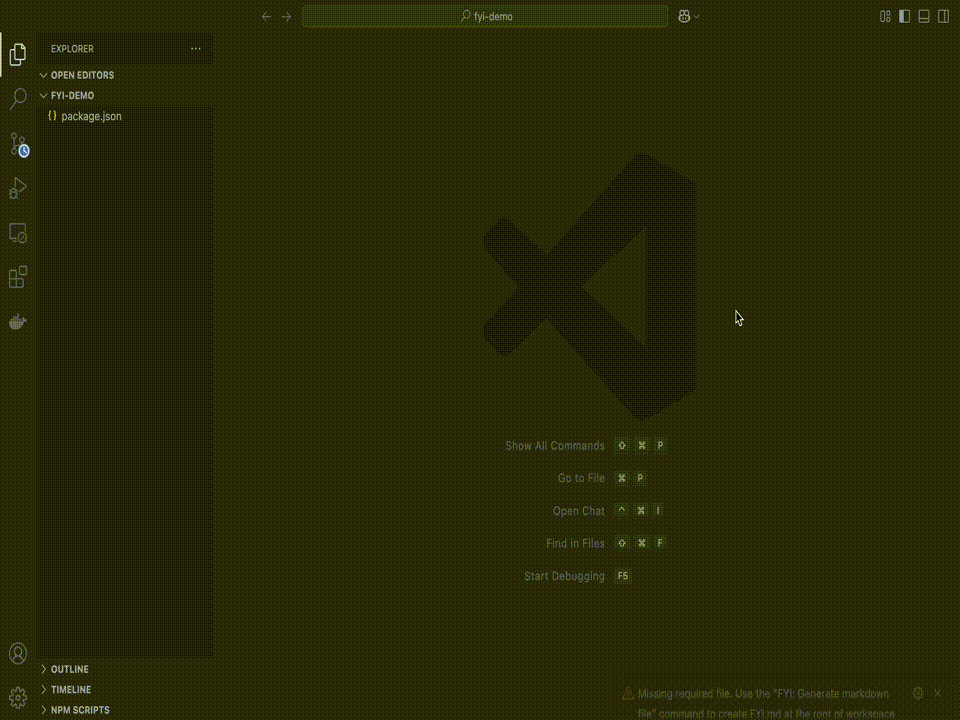 fyi-demo
EXPLORER ...
OPEN EDITORS
FYI-DEMO
{} package.json
Show All Commands ⇧ ⌘ P
Go to File ⌘ P
Open Chat ^ ⌘ I
Find in Files ⇧ ⌘ F
Start Debugging F5
OUTLINE
TIMELINE
NPM SCRIPTS
Missing required file. Use the "FYI: Generate markdown
file" command to create FYI.md at the root of workspace